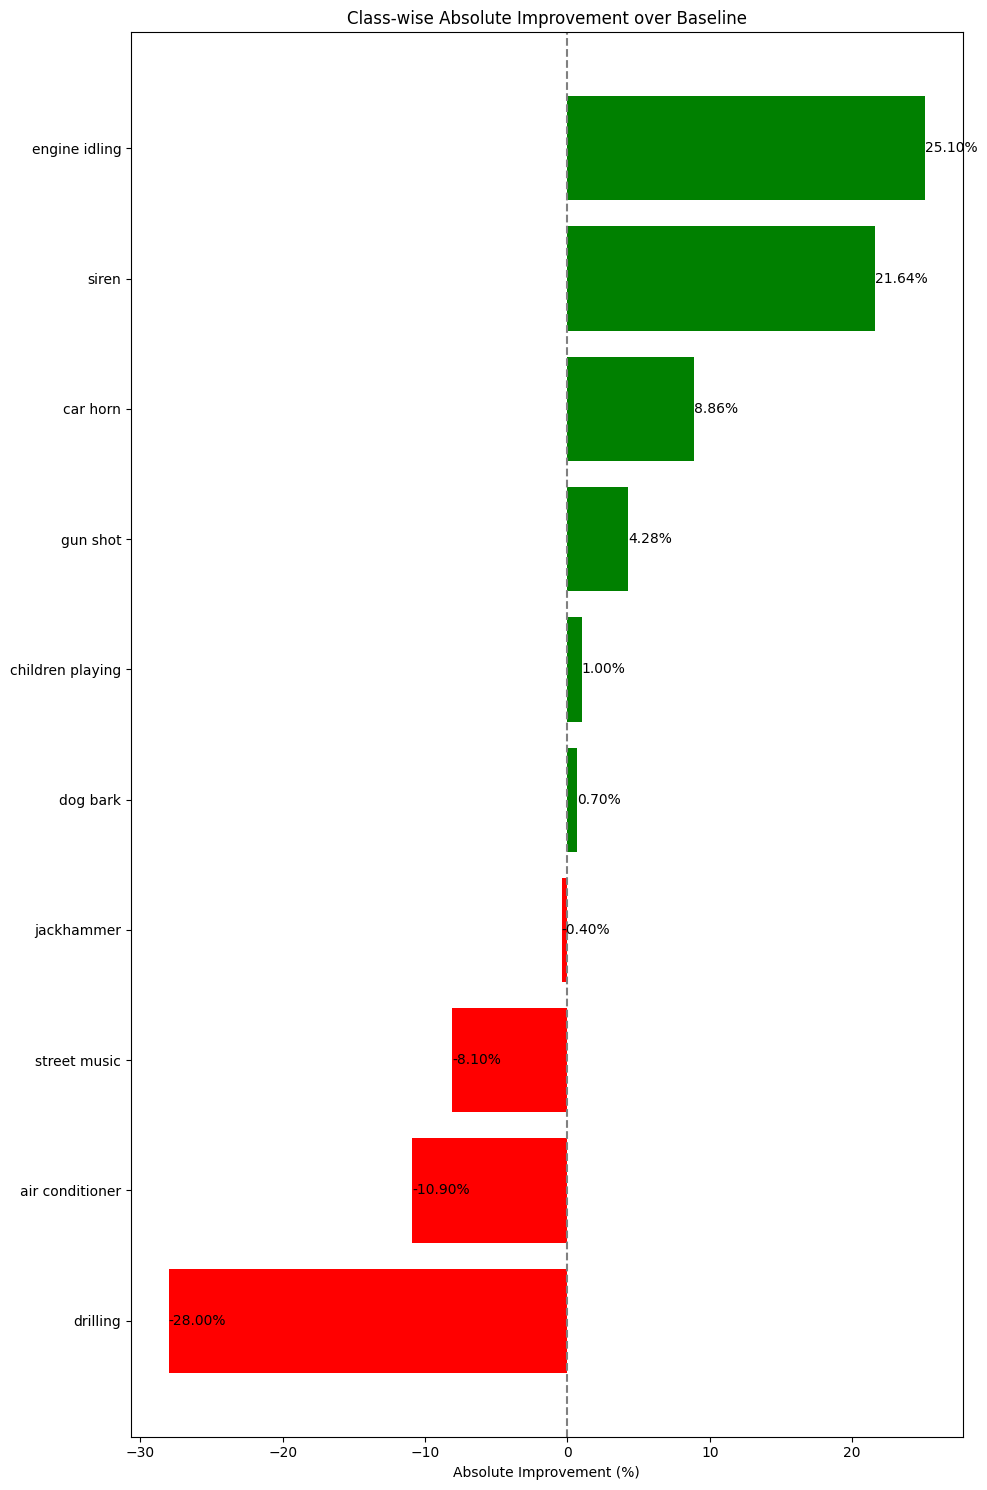 Class-wise Absolute Improvement over Baseline
engine idling
25.10%
siren
21.64%
car horn
8.86%
gun shot
4.28%
children playing
1.00%
dog bark
0.70%
jackhammer
-0.40%
street music
-8.10%
air conditioner
-10.90%
drilling
-28.00%
−30 −20 −10 0 10 20
Absolute Improvement (%)